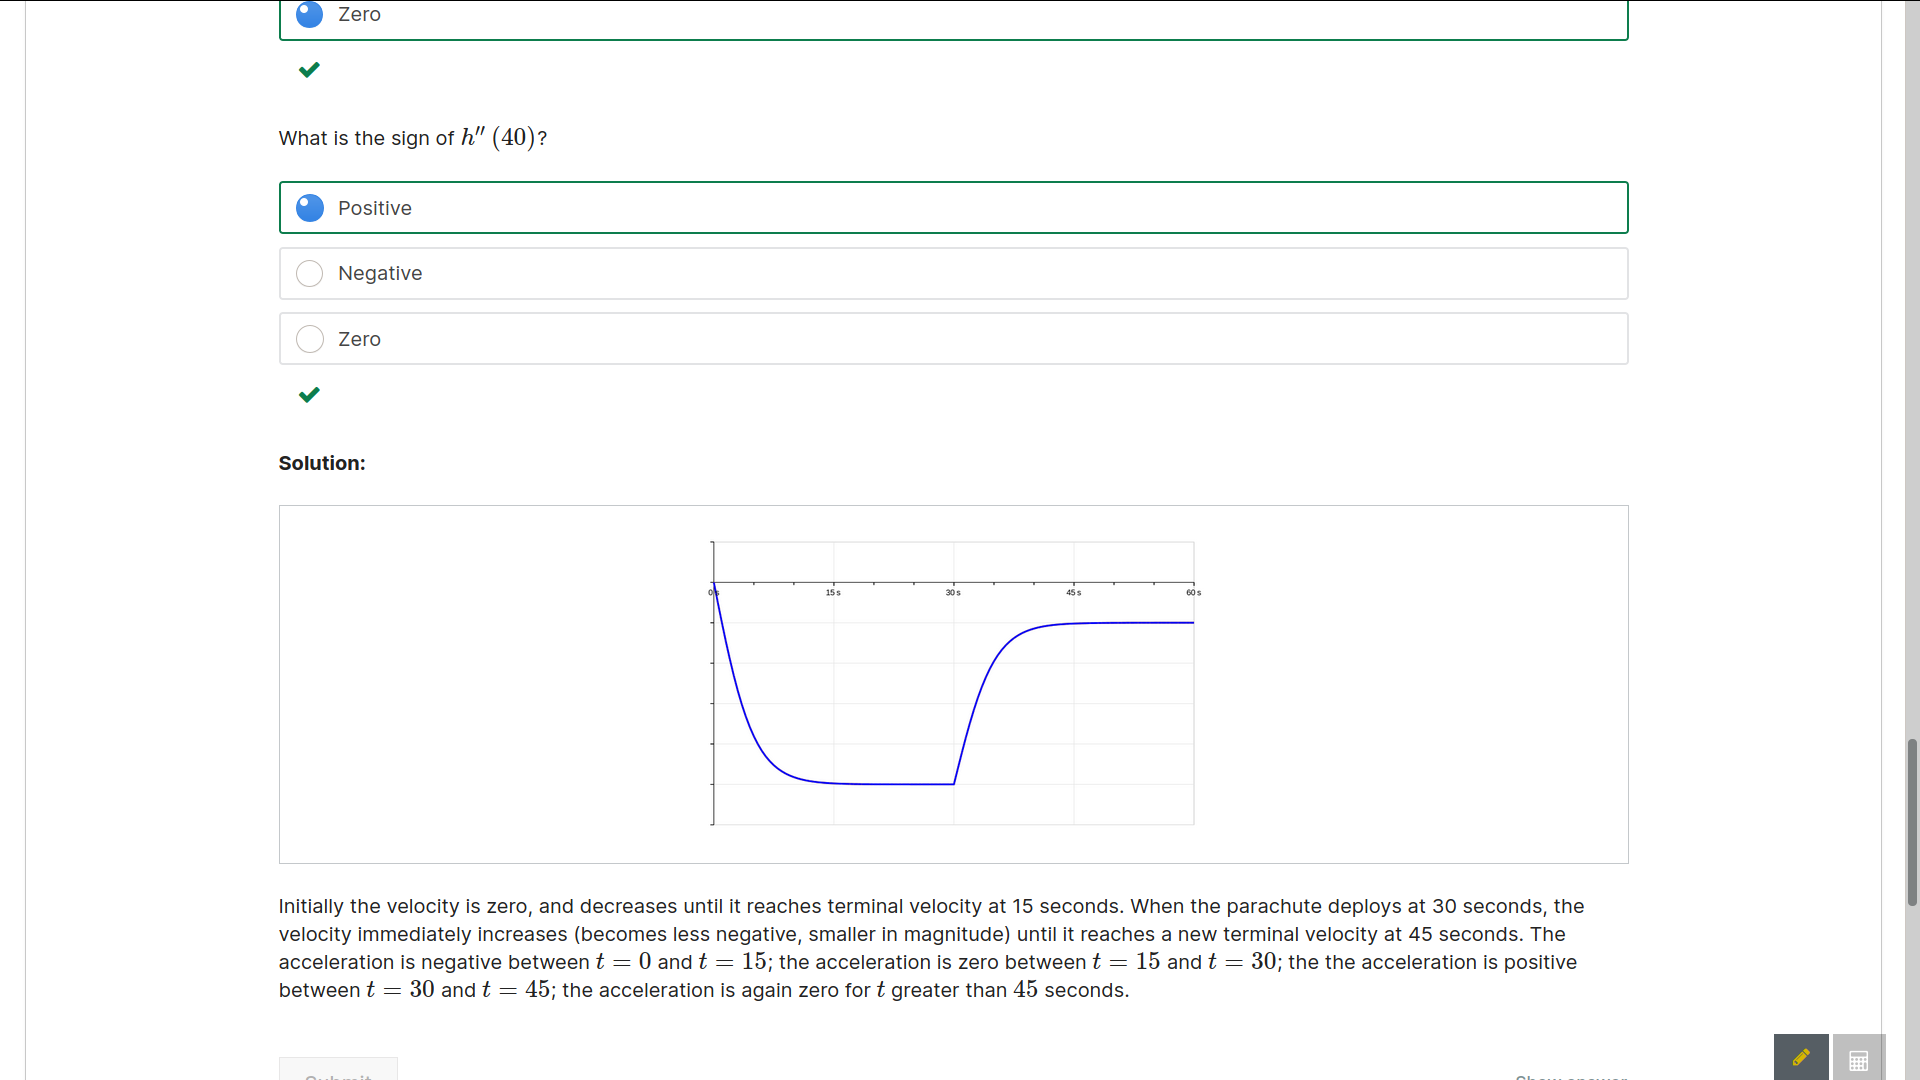 Zero
What is the sign of h″ (40)?
Positive
Negative
Zero
Solution:
0 s 15 s 30 s 45 s 60 s
Initially the velocity is zero, and decreases until it reaches terminal velocity at 15 seconds. When the parachute deploys at 30 seconds, the
velocity immediately increases (becomes less negative, smaller in magnitude) until it reaches a new terminal velocity at 45 seconds. The
acceleration is negative between t = 0 and t = 15; the acceleration is zero between t = 15 and t = 30; the the acceleration is positive
between t = 30 and t = 45; the acceleration is again zero for t greater than 45 seconds.
Submit Show answer